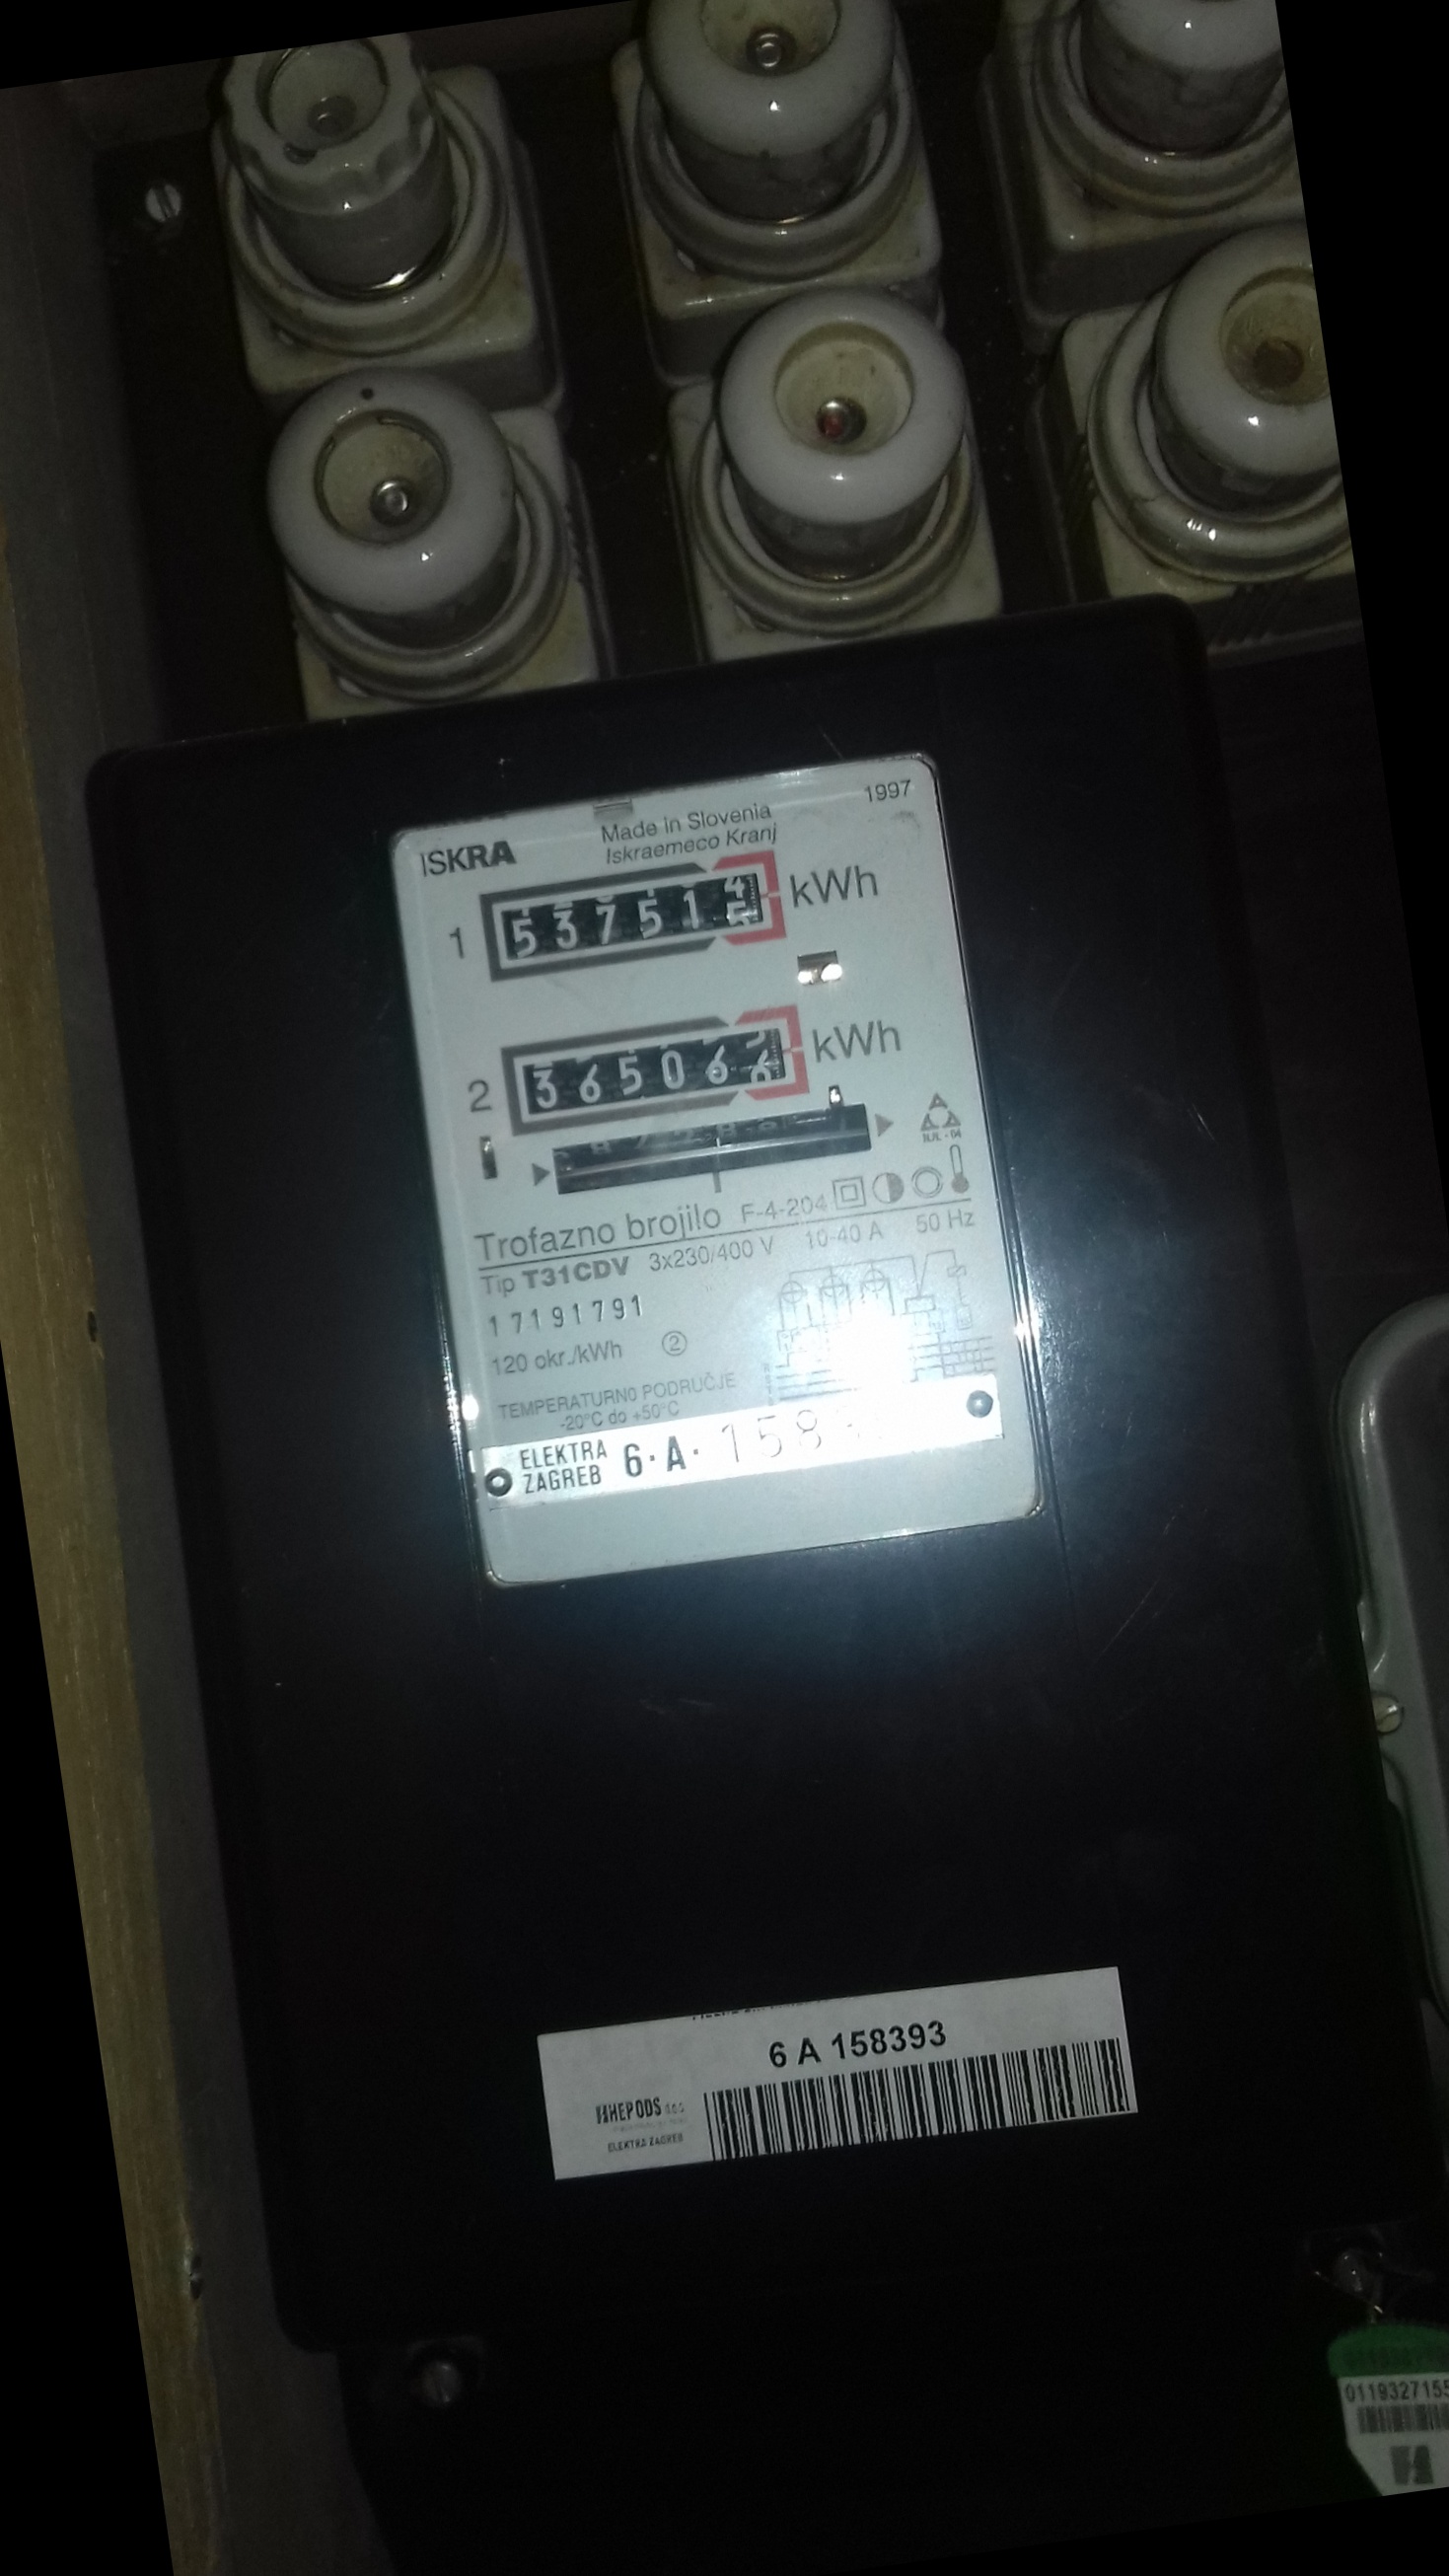 1997
ISKRA
Made in Slovenia
Iskraemeco Kranj
1 537514 kWh
2 365065 kWh
Trofazno brojilo F-4-204
Tip T31CDV 3x230/400 V 10-40 A 50 Hz
17191791
120 okr./kWh 2
TEMPERATURNO PODRUČJE
-20°C do +50°C
ELEKTRA ZAGREB 6·A· 158
6 A 158393
HEP ODS d.o.o.
ELEKTRA ZAGREB
0119327155